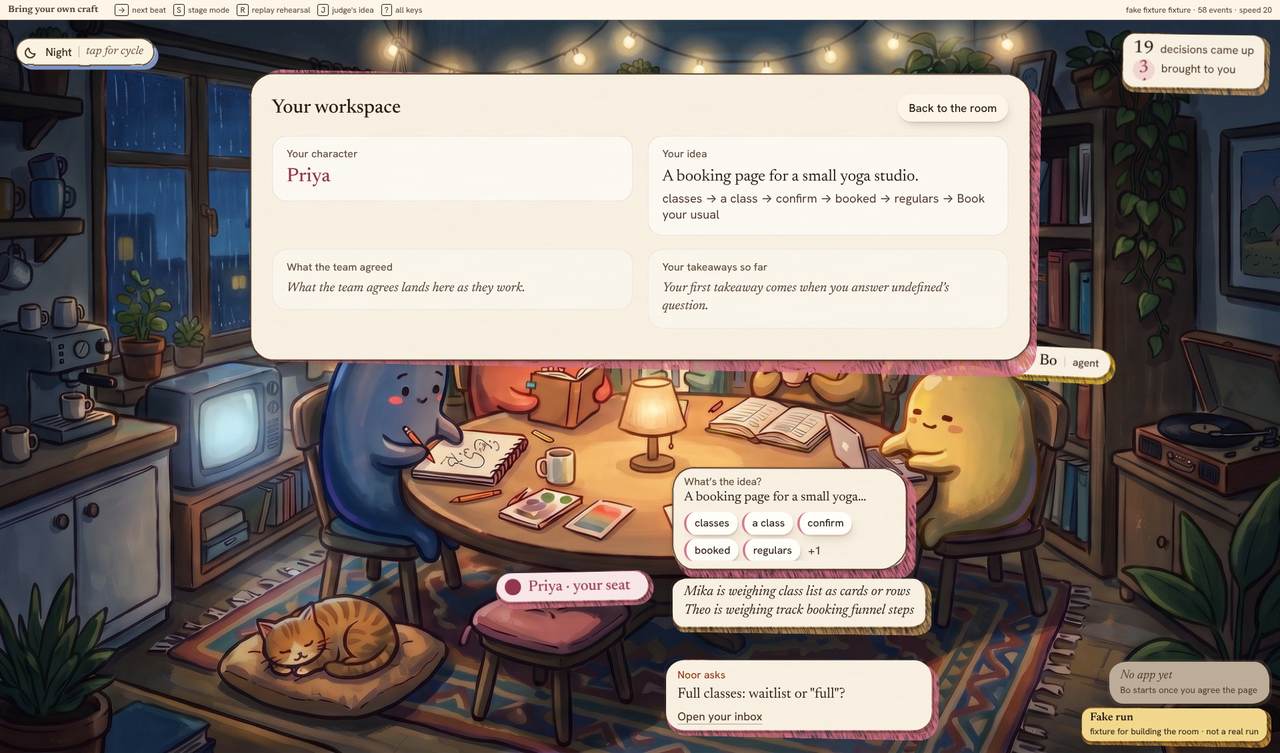 Bring your own craft
→ next beat S stage mode R replay rehearsal J judge's idea ? all keys
fake fixture fixture · 58 events · speed 20
Night | tap for cycle
19 decisions came up
3 brought to you
Your workspace
Back to the room
Your character
Priya
Your idea
A booking page for a small yoga studio.
classes → a class → confirm → booked → regulars → Book
your usual
What the team agreed
What the team agrees lands here as they work.
Your takeaways so far
Your first takeaway comes when you answer undefined's
question.
Bo | agent
What's the idea?
A booking page for a small yoga...
classes a class confirm
booked regulars +1
Priya · your seat
Mika is weighing class list as cards or rows
Theo is weighing track booking funnel steps
Noor asks
Full classes: waitlist or "full"?
Open your inbox
No app yet
Bo starts once you agree the page
Fake run
fixture for building the room · not a real run